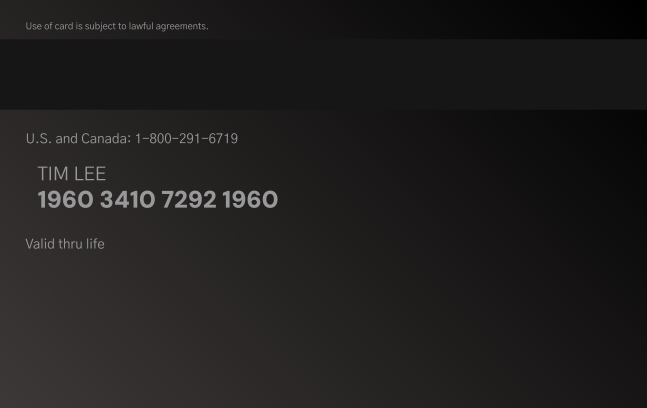 Use of card is subject to lawful agreements.
U.S. and Canada: 1-800-291-6719
TIM LEE
1960 3410 7292 1960
Valid thru life